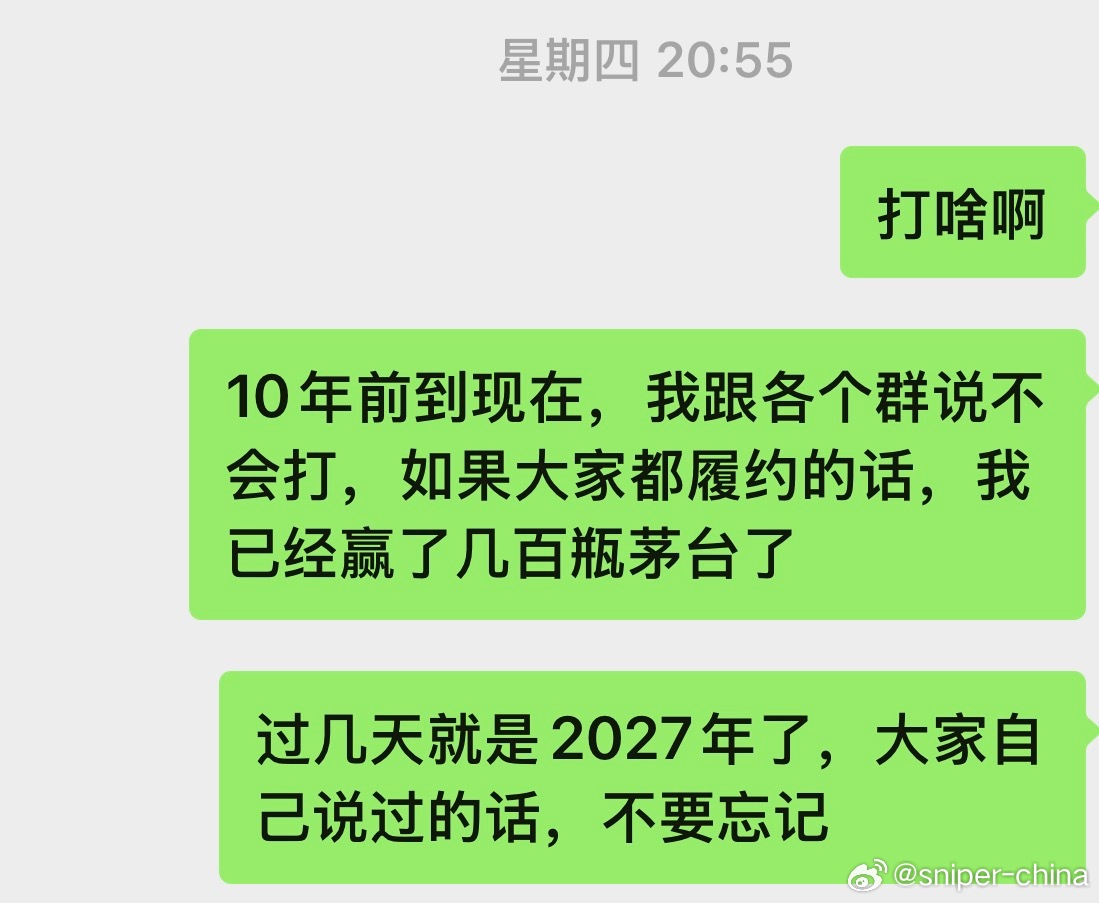 星期四 20:55
打啥啊
10年前到现在，我跟各个群说不
会打，如果大家都履约的话，我
已经赢了几百瓶茅台了
过几天就是2027年了，大家自
己说过的话，不要忘记
@sniper-china